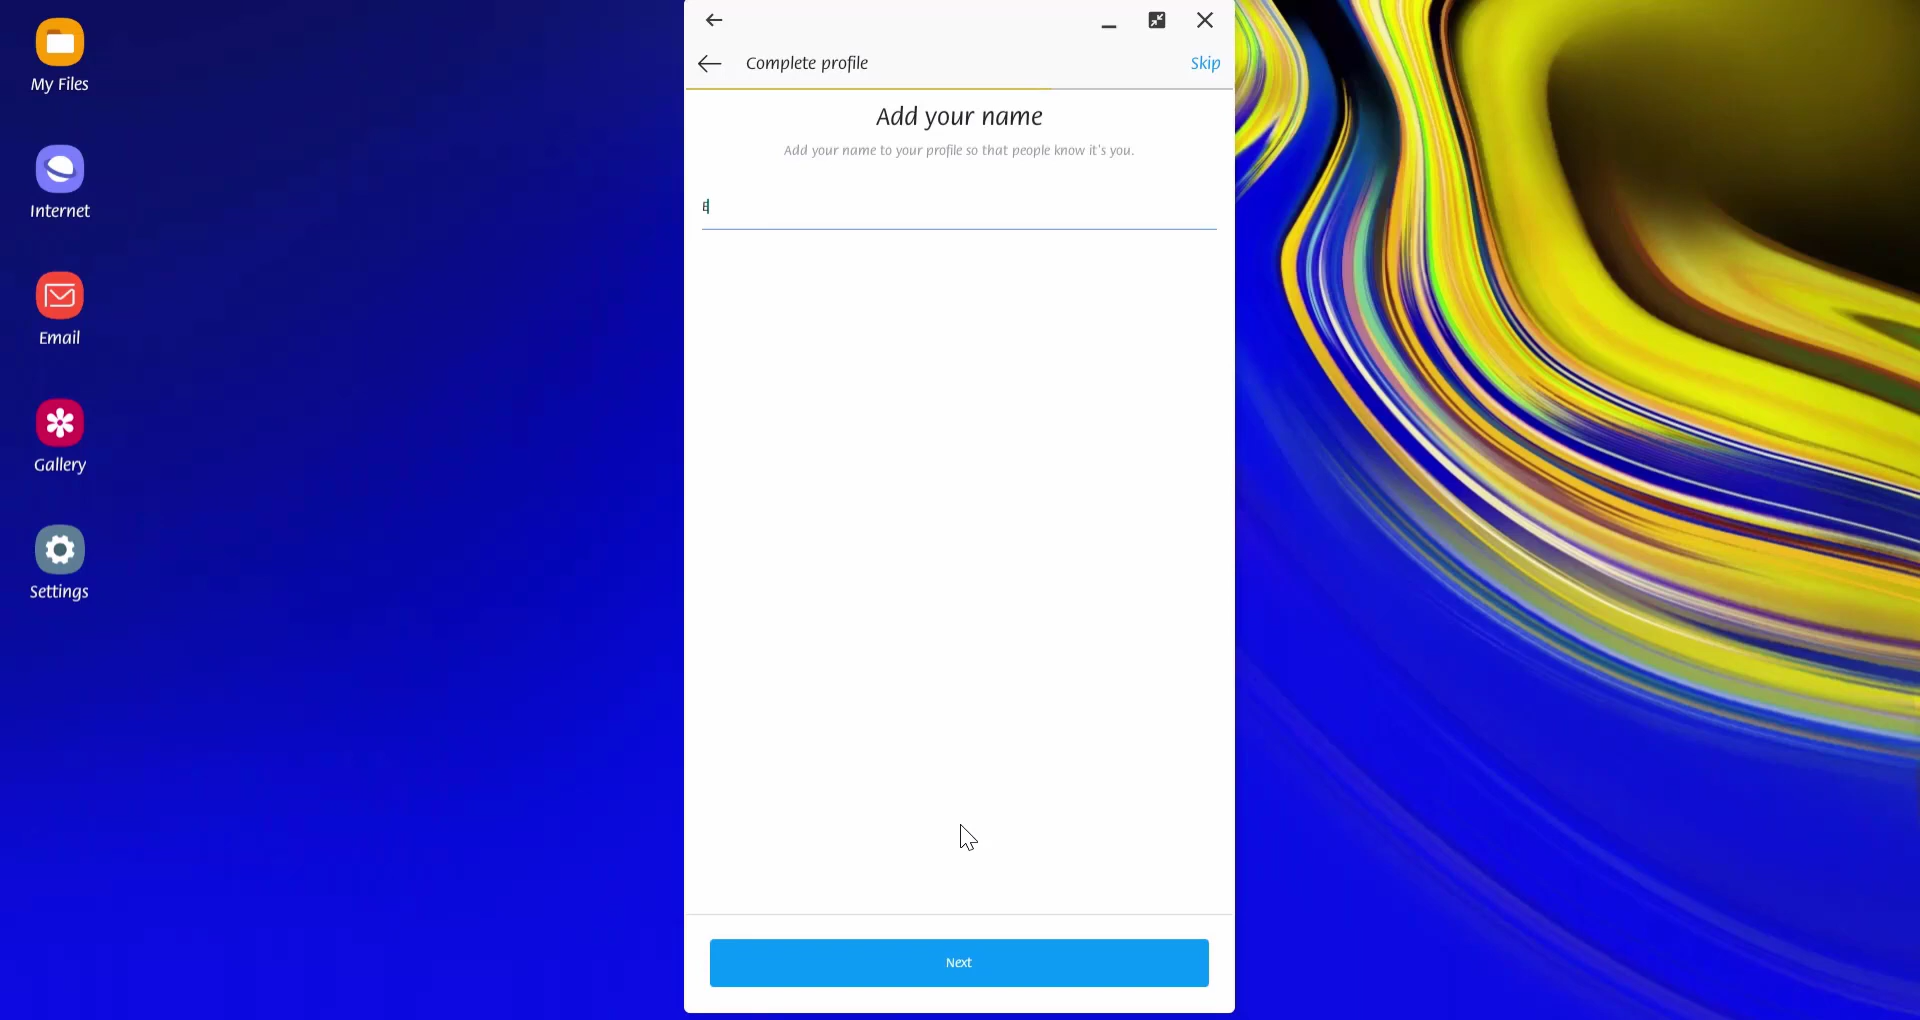 My Files
Internet
Email
Gallery
Settings
Complete profile
Skip
Add your name
Add your name to your profile so that people know it's you.
E
Next